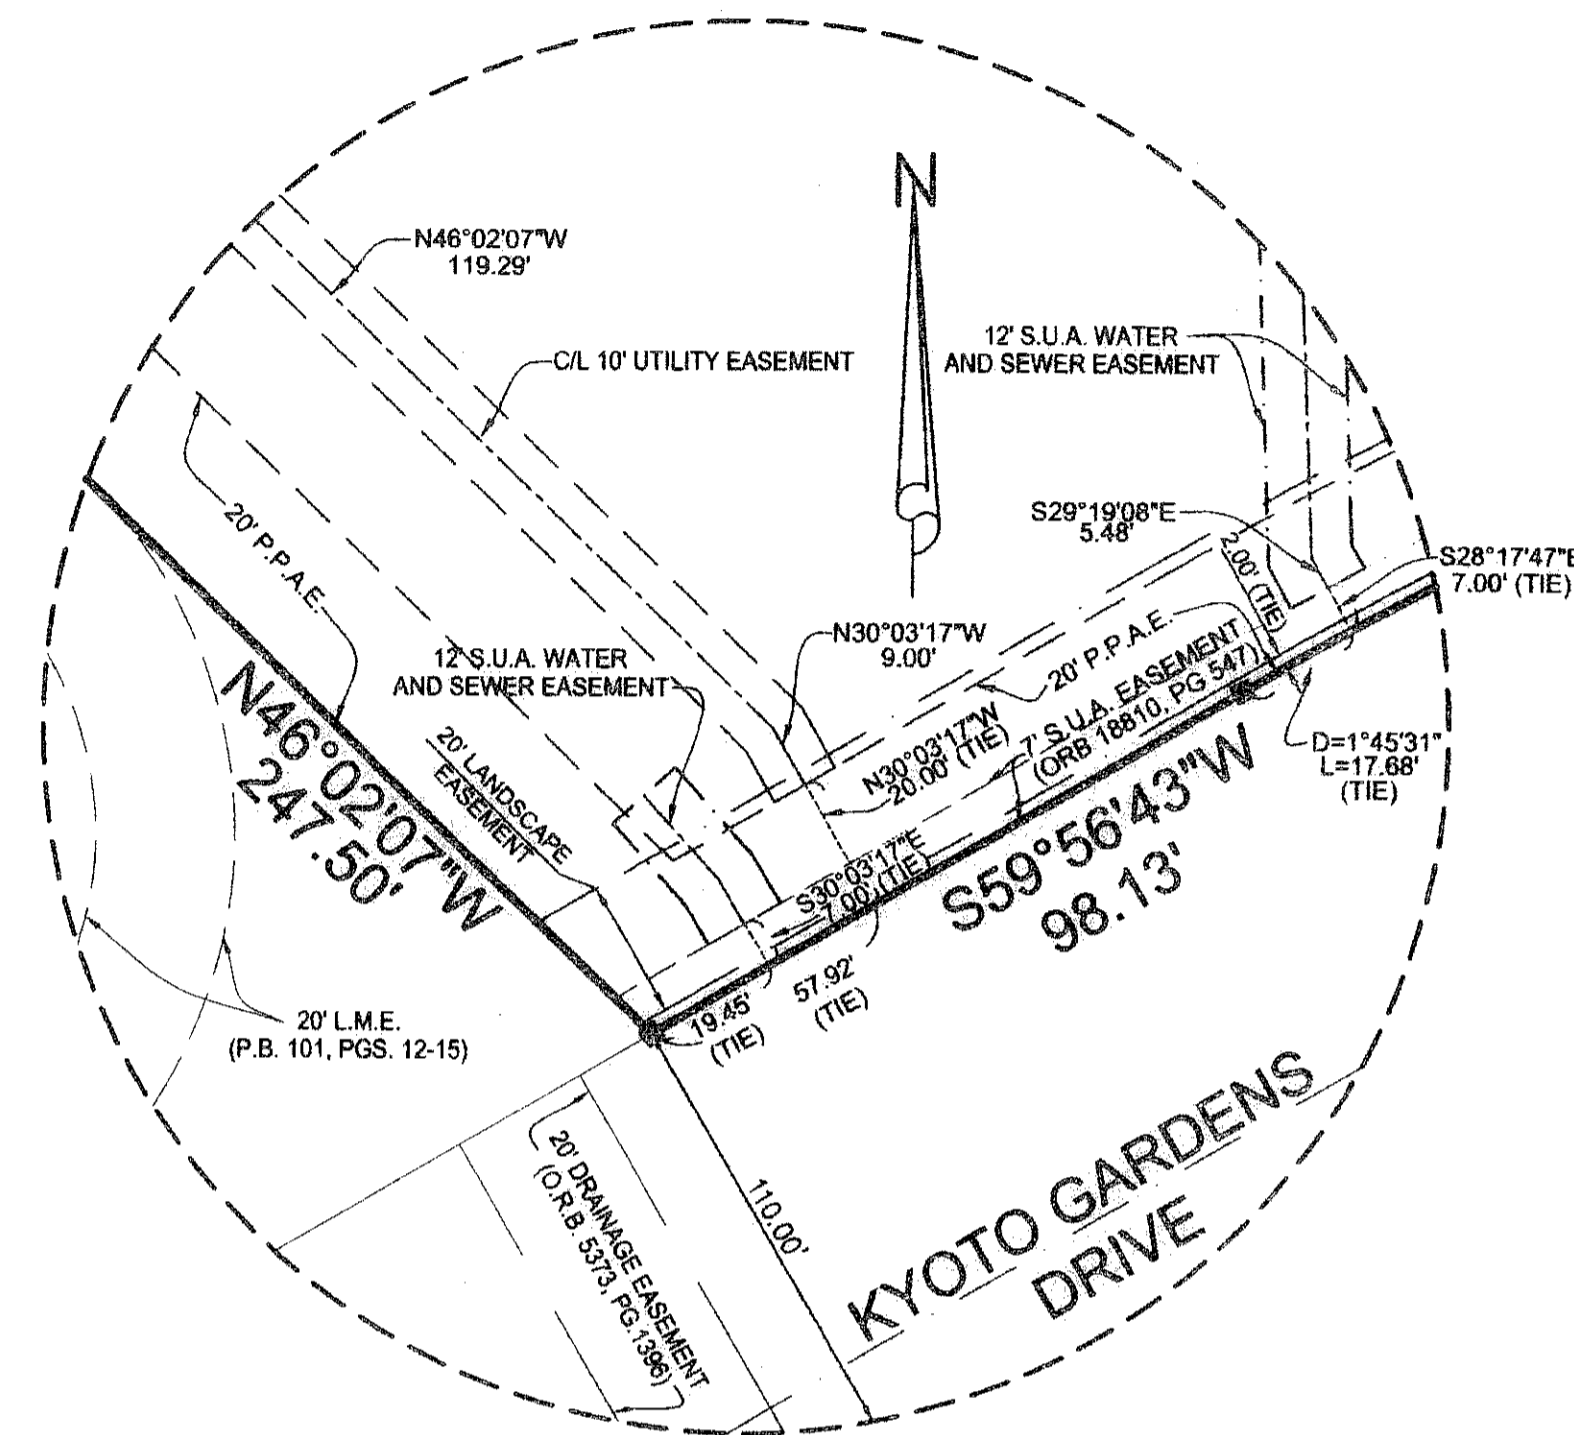 N
N46°02'07"W
119.29'
C/L 10' UTILITY EASEMENT
12' S.U.A. WATER
AND SEWER EASEMENT
S29°19'08"E
5.48'
S28°17'47"E
7.00' (TIE)
2.00' (TIE)
20' P.P.A.E.
N30°03'17"W
9.00'
20' P.P.A.E.
12' S.U.A. WATER
AND SEWER EASEMENT
7' S.U.A. EASEMENT
(ORB 18810, PG 547)
N30°03'17"W
20.00' (TIE)
D=1°45'31"
L=17.68'
(TIE)
N46°02'07"W
247.50'
20' LANDSCAPE
EASEMENT
S30°03'17"E
7.00' (TIE)
S59°56'43"W
98.13'
19.45'
(TIE)
57.92'
(TIE)
20' L.M.E.
(P.B. 101, PGS. 12-15)
20' DRAINAGE EASEMENT
(O.R.B. 5373, PG.1396)
110.00'
KYOTO GARDENS
DRIVE